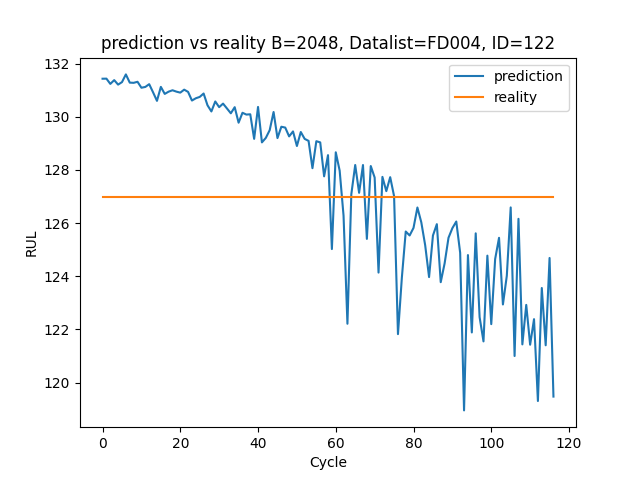 prediction vs reality B=2048, Datalist=FD004, ID=122
prediction
reality
132
130
128
126
124
122
120
RUL
0 20 40 60 80 100 120
Cycle